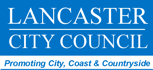 LANCASTER
CITY COUNCIL
Promoting City, Coast & Countryside